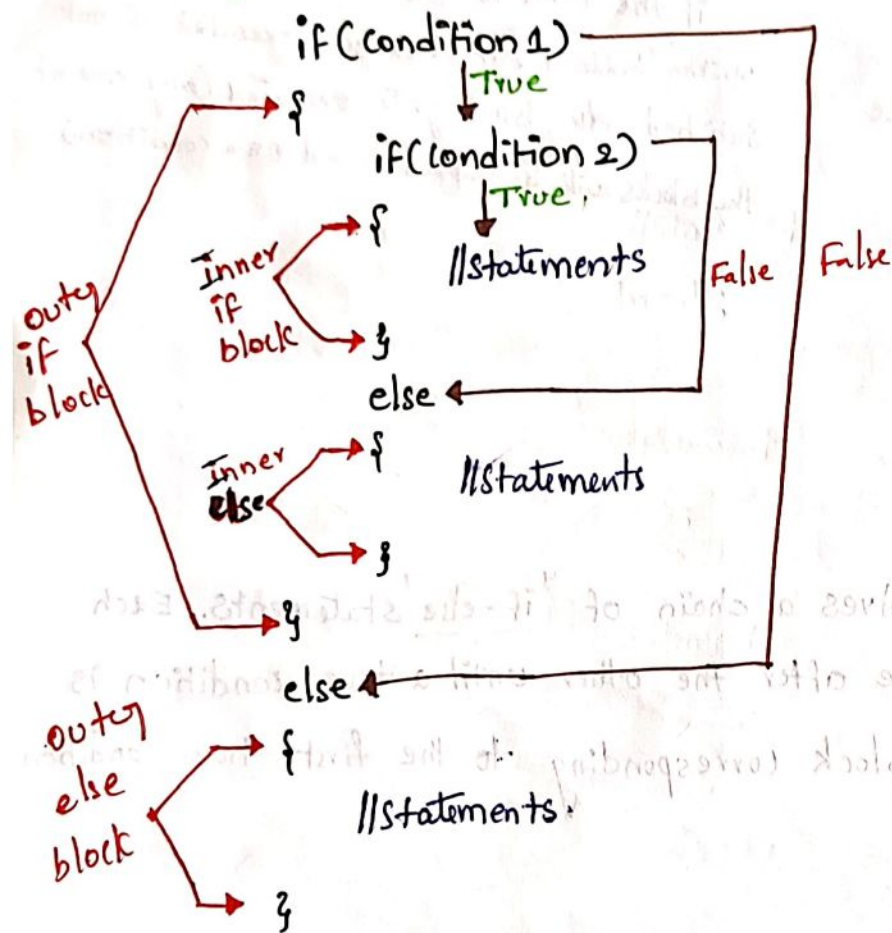 if (condition 1)
True
{
if (condition 2)
True.
{
Inner
if
block
//statements
False
False
outer
if
block
}
else
{
Inner
else
//statements
}
}
else
outer
else
block
{
//statements.
}